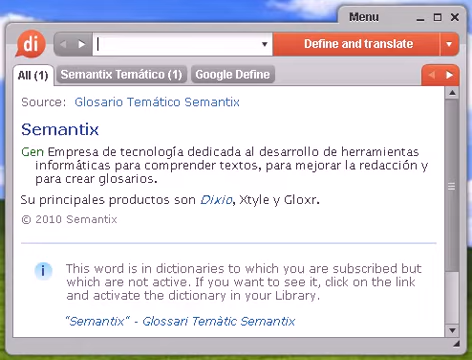 Menu
di
Define and translate
All (1)
Semantix Temático (1)
Google Define
Source: Glosario Temático Semantix
Semantix
Gen Empresa de tecnología dedicada al desarrollo de herramientas
informáticas para comprender textos, para mejorar la redacción y
para crear glosarios.
Su principales productos son Dixio, Xtyle y Gloxr.
© 2010 Semantix
i
This word is in dictionaries to which you are subscribed but
which are not active. If you want to see it, click on the link
and activate the dictionary in your Library.
"Semantix" - Glossari Temàtic Semantix